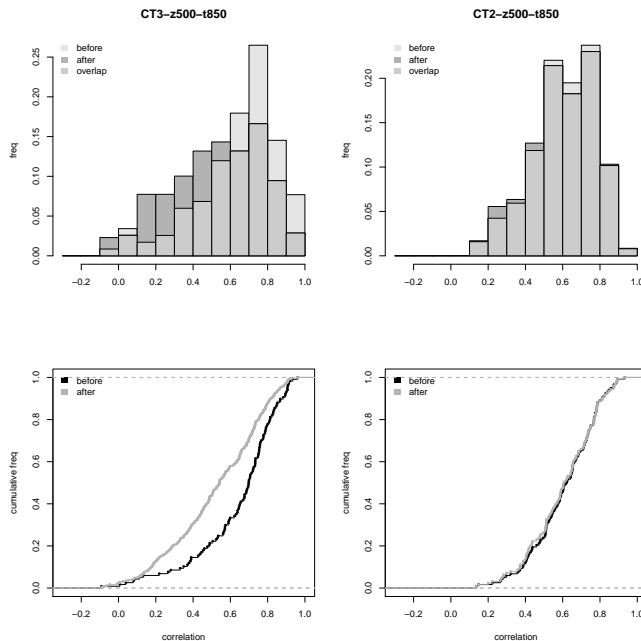 CT3−z500−t850
before
after
overlap
freq
0.00
0.05
0.10
0.15
0.20
0.25
−0.2 0.0 0.2 0.4 0.6 0.8 1.0
CT2−z500−t850
before
after
overlap
freq
0.00
0.05
0.10
0.15
0.20
−0.2 0.0 0.2 0.4 0.6 0.8 1.0
before
after
cumulative freq
0.0
0.2
0.4
0.6
0.8
1.0
−0.2 0.0 0.2 0.4 0.6 0.8 1.0
correlation
before
after
cumulative freq
0.0
0.2
0.4
0.6
0.8
1.0
−0.2 0.0 0.2 0.4 0.6 0.8 1.0
correlation